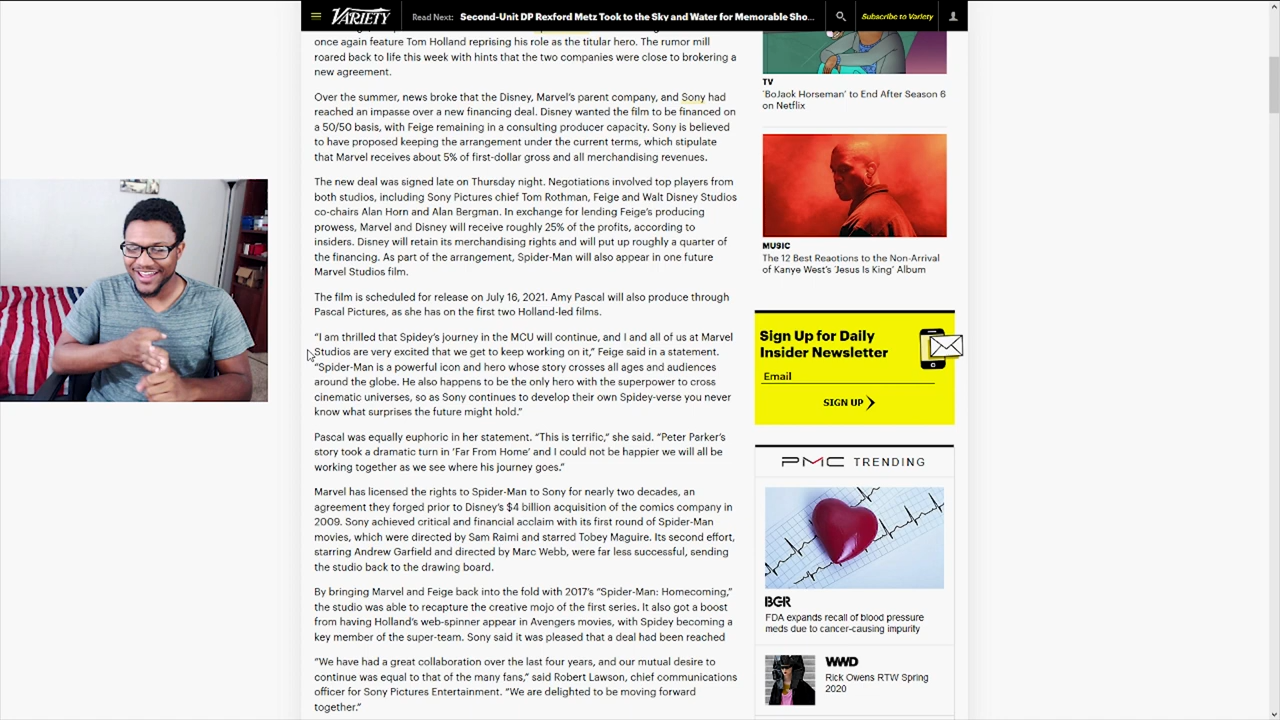 VARIETY
Read Next: Second-Unit DP Rexford Metz Took to the Sky and Water for Memorable Sho...
Subscribe to Variety
once again feature Tom Holland reprising his role as the titular hero. The rumor mill
roared back to life this week with hints that the two companies were close to brokering a
new agreement.
Over the summer, news broke that the Disney, Marvel's parent company, and Sony had
reached an impasse over a new financing deal. Disney wanted the film to be financed on
a 50/50 basis, with Feige remaining in a consulting producer capacity. Sony is believed
to have proposed keeping the arrangement under the current terms, which stipulate
that Marvel receives about 5% of first-dollar gross and all merchandising revenues.
The new deal was signed late on Thursday night. Negotiations involved top players from
both studios, including Sony Pictures chief Tom Rothman, Feige and Walt Disney Studios
co-chairs Alan Horn and Alan Bergman. In exchange for lending Feige's producing
prowess, Marvel and Disney will receive roughly 25% of the profits, according to
insiders. Disney will retain its merchandising rights and will put up roughly a quarter of
the financing. As part of the arrangement, Spider-Man will also appear in one future
Marvel Studios film.
The film is scheduled for release on July 16, 2021. Amy Pascal will also produce through
Pascal Pictures, as she has on the first two Holland-led films.
“I am thrilled that Spidey's journey in the MCU will continue, and I and all of us at Marvel
Studios are very excited that we get to keep working on it,” Feige said in a statement.
“Spider-Man is a powerful icon and hero whose story crosses all ages and audiences
around the globe. He also happens to be the only hero with the superpower to cross
cinematic universes, so as Sony continues to develop their own Spidey-verse you never
know what surprises the future might hold.”
Pascal was equally euphoric in her statement. “This is terrific,” she said. “Peter Parker's
story took a dramatic turn in ‘Far From Home’ and I could not be happier we will all be
working together as we see where his journey goes.”
Marvel has licensed the rights to Spider-Man to Sony for nearly two decades, an
agreement they forged prior to Disney's $4 billion acquisition of the comics company in
2009. Sony achieved critical and financial acclaim with its first round of Spider-Man
movies, which were directed by Sam Raimi and starred Tobey Maguire. Its second effort,
starring Andrew Garfield and directed by Marc Webb, were far less successful, sending
the studio back to the drawing board.
By bringing Marvel and Feige back into the fold with 2017's “Spider-Man: Homecoming,”
the studio was able to recapture the creative mojo of the first series. It also got a boost
from having Holland's web-spinner appear in Avengers movies, with Spidey becoming a
key member of the super-team. Sony said it was pleased that a deal had been reached
“We have had a great collaboration over the last four years, and our mutual desire to
continue was equal to that of the many fans,” said Robert Lawson, chief communications
officer for Sony Pictures Entertainment. “We are delighted to be moving forward
together.”
TV
‘BoJack Horseman’ to End After Season 6
on Netflix
MUSIC
The 12 Best Reactions to the Non-Arrival
of Kanye West's ‘Jesus Is King’ Album
Sign Up for Daily
Insider Newsletter
Email
SIGN UP
PMC TRENDING
BGR
FDA expands recall of blood pressure
meds due to cancer-causing impurity
WWD
Rick Owens RTW Spring
2020